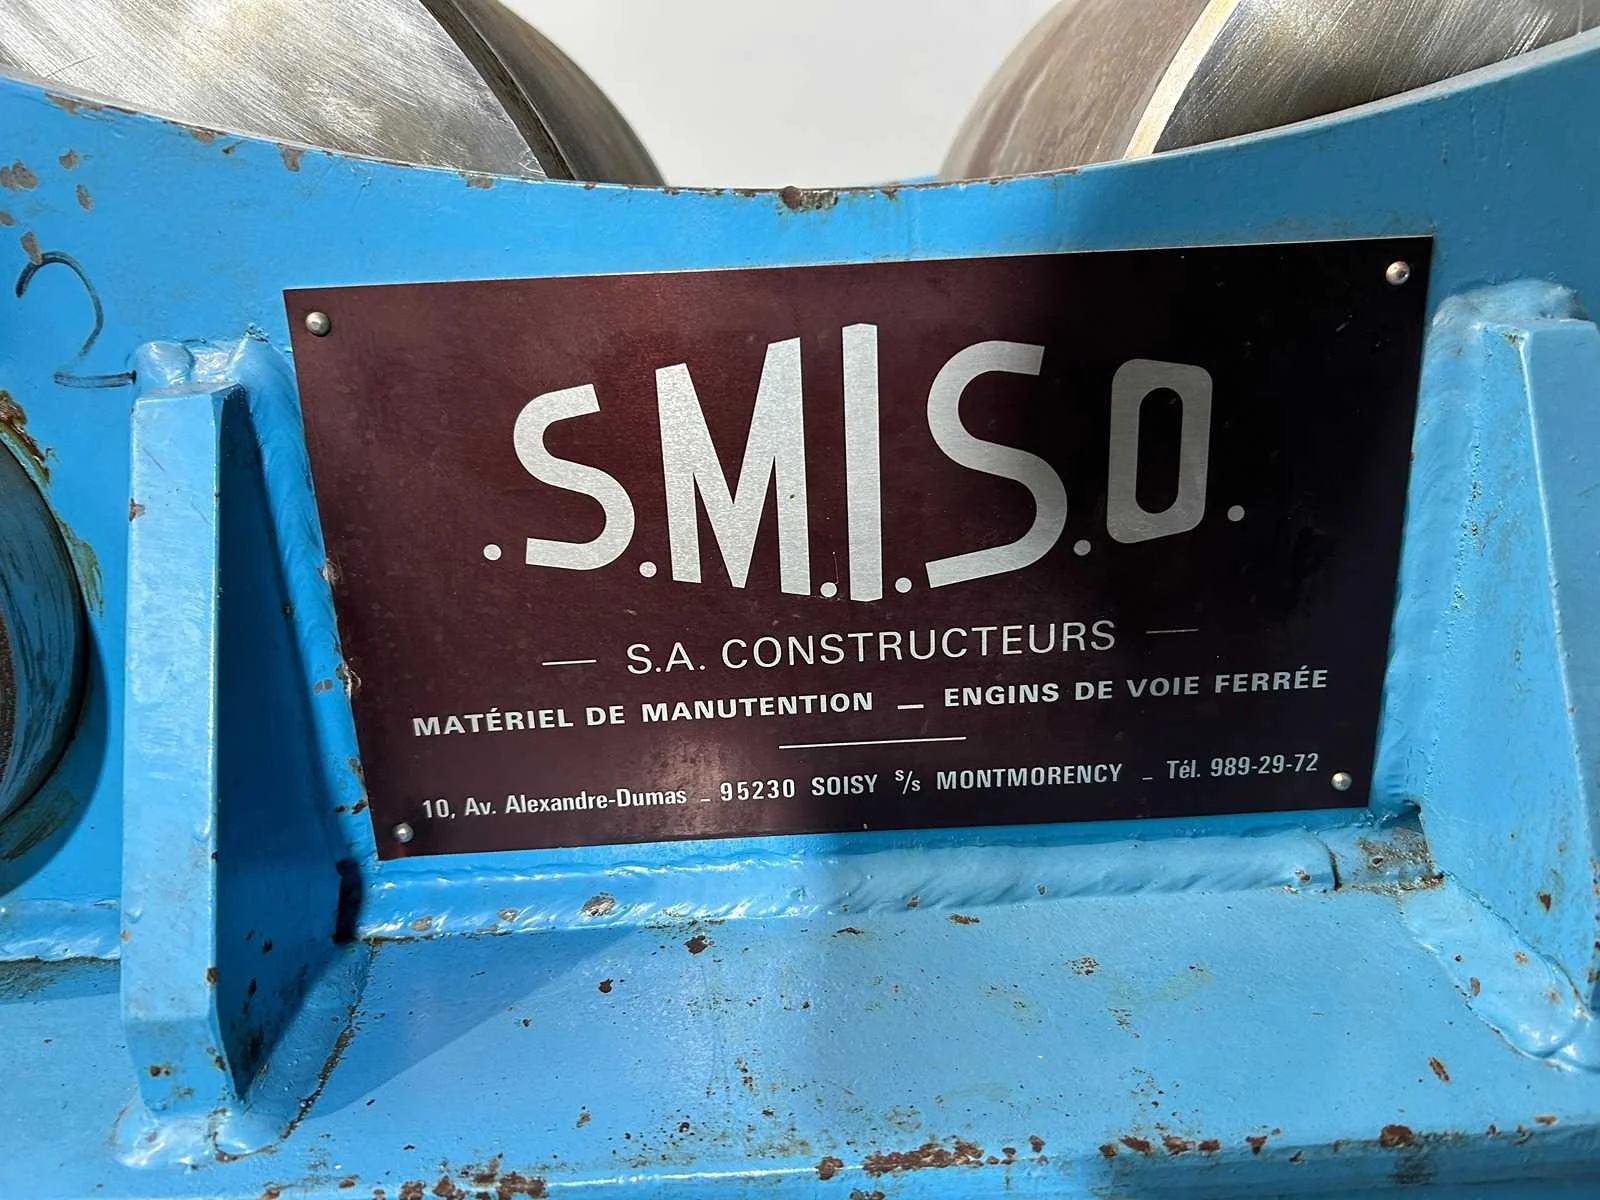 2
.S.M.I.S.O.
— S.A. CONSTRUCTEURS —
MATÉRIEL DE MANUTENTION — ENGINS DE VOIE FERRÉE
10, Av. Alexandre-Dumas - 95230 SOISY s/s MONTMORENCY - Tél. 989-29-72